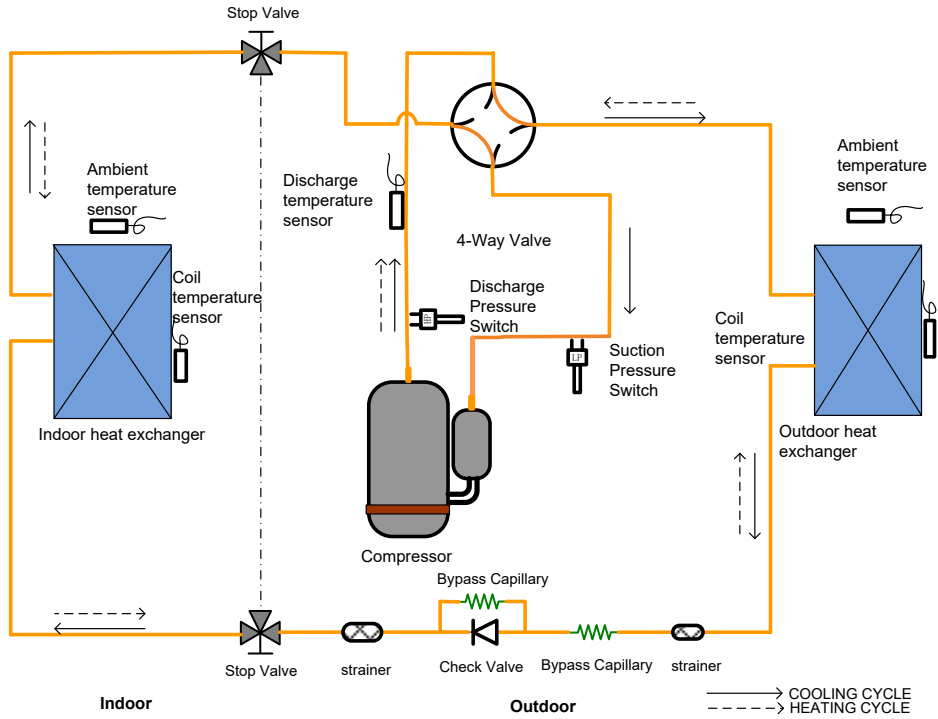 Stop Valve
Ambient
temperature
sensor
Discharge
temperature
sensor
Ambient
temperature
sensor
4-Way Valve
Coil
temperature
sensor
Discharge
Pressure
Switch
HP
Coil
temperature
sensor
LP
Suction
Pressure
Switch
Indoor heat exchanger
Outdoor heat
exchanger
Compressor
Bypass Capillary
Stop Valve
strainer
Check Valve
Bypass Capillary
strainer
Indoor
Outdoor
COOLING CYCLE
HEATING CYCLE